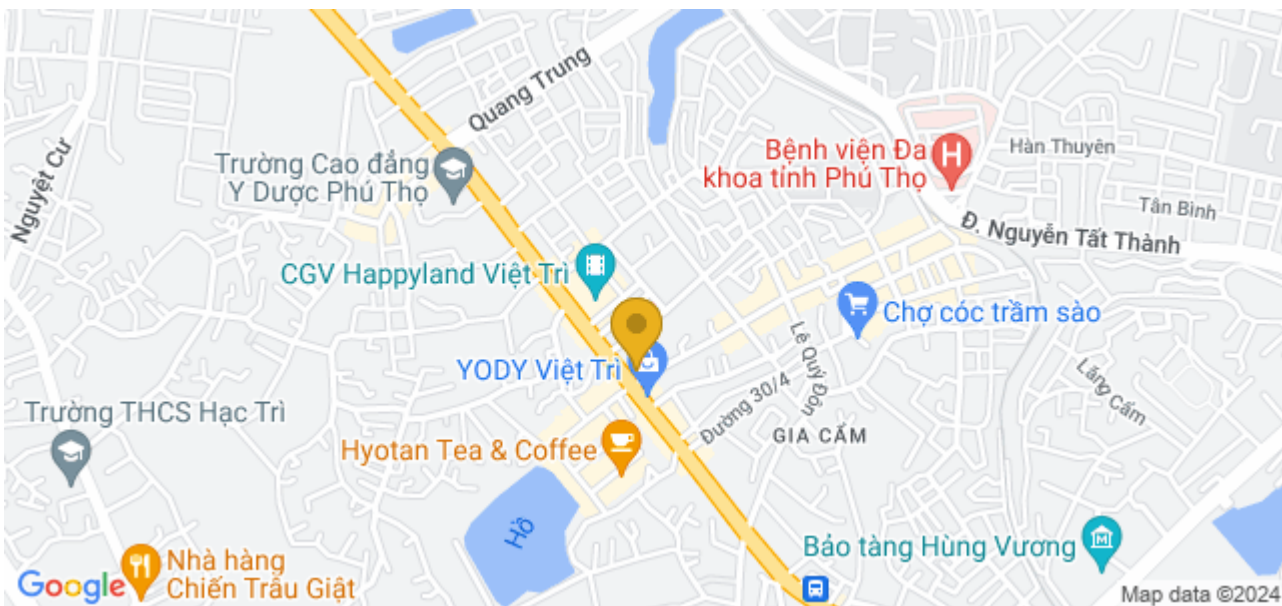 Quang Trung
Bệnh viện Đa
khoa tỉnh Phú Thọ
H
Hàn Thuyên
Trường Cao đẳng
Y Dược Phú Thọ
Nguyệt Cư
Tân Bình
Đ. Nguyễn Tất Thành
CGV Happyland Việt Trì
Chợ cóc trầm sào
YODY Việt Trì
Lê Quý Đôn
Lăng Cẩm
Đường 30/4
Trường THCS Hạc Trì
GIA CẨM
Hyotan Tea & Coffee
Hồ
Bảo tàng Hùng Vương
M
Nhà hàng
Chiến Trâu Giật
Google
Map data ©2024